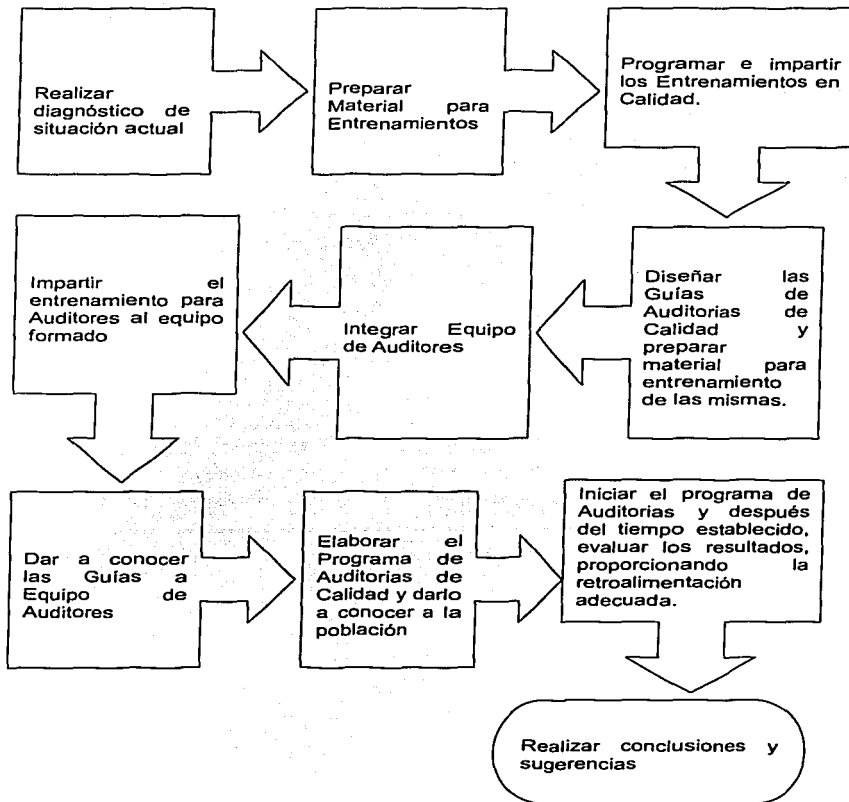 Realizar
diagnóstico de
situación actual
Preparar
Material para
Entrenamientos
Programar e impartir
los Entrenamientos en
Calidad.
Diseñar las
Guías de
Auditorias de
Calidad y
preparar
material para
entrenamiento
de las mismas.
Integrar Equipo
de Auditores
Impartir el
entrenamiento para
Auditores al equipo
formado
Dar a conocer
las Guías a
Equipo de
Auditores
Elaborar el
Programa de
Auditorias de
Calidad y darlo
a conocer a la
población
Iniciar el programa de
Auditorias y después
del tiempo establecido,
evaluar los resultados,
proporcionando la
retroalimentación
adecuada.
Realizar conclusiones y
sugerencias